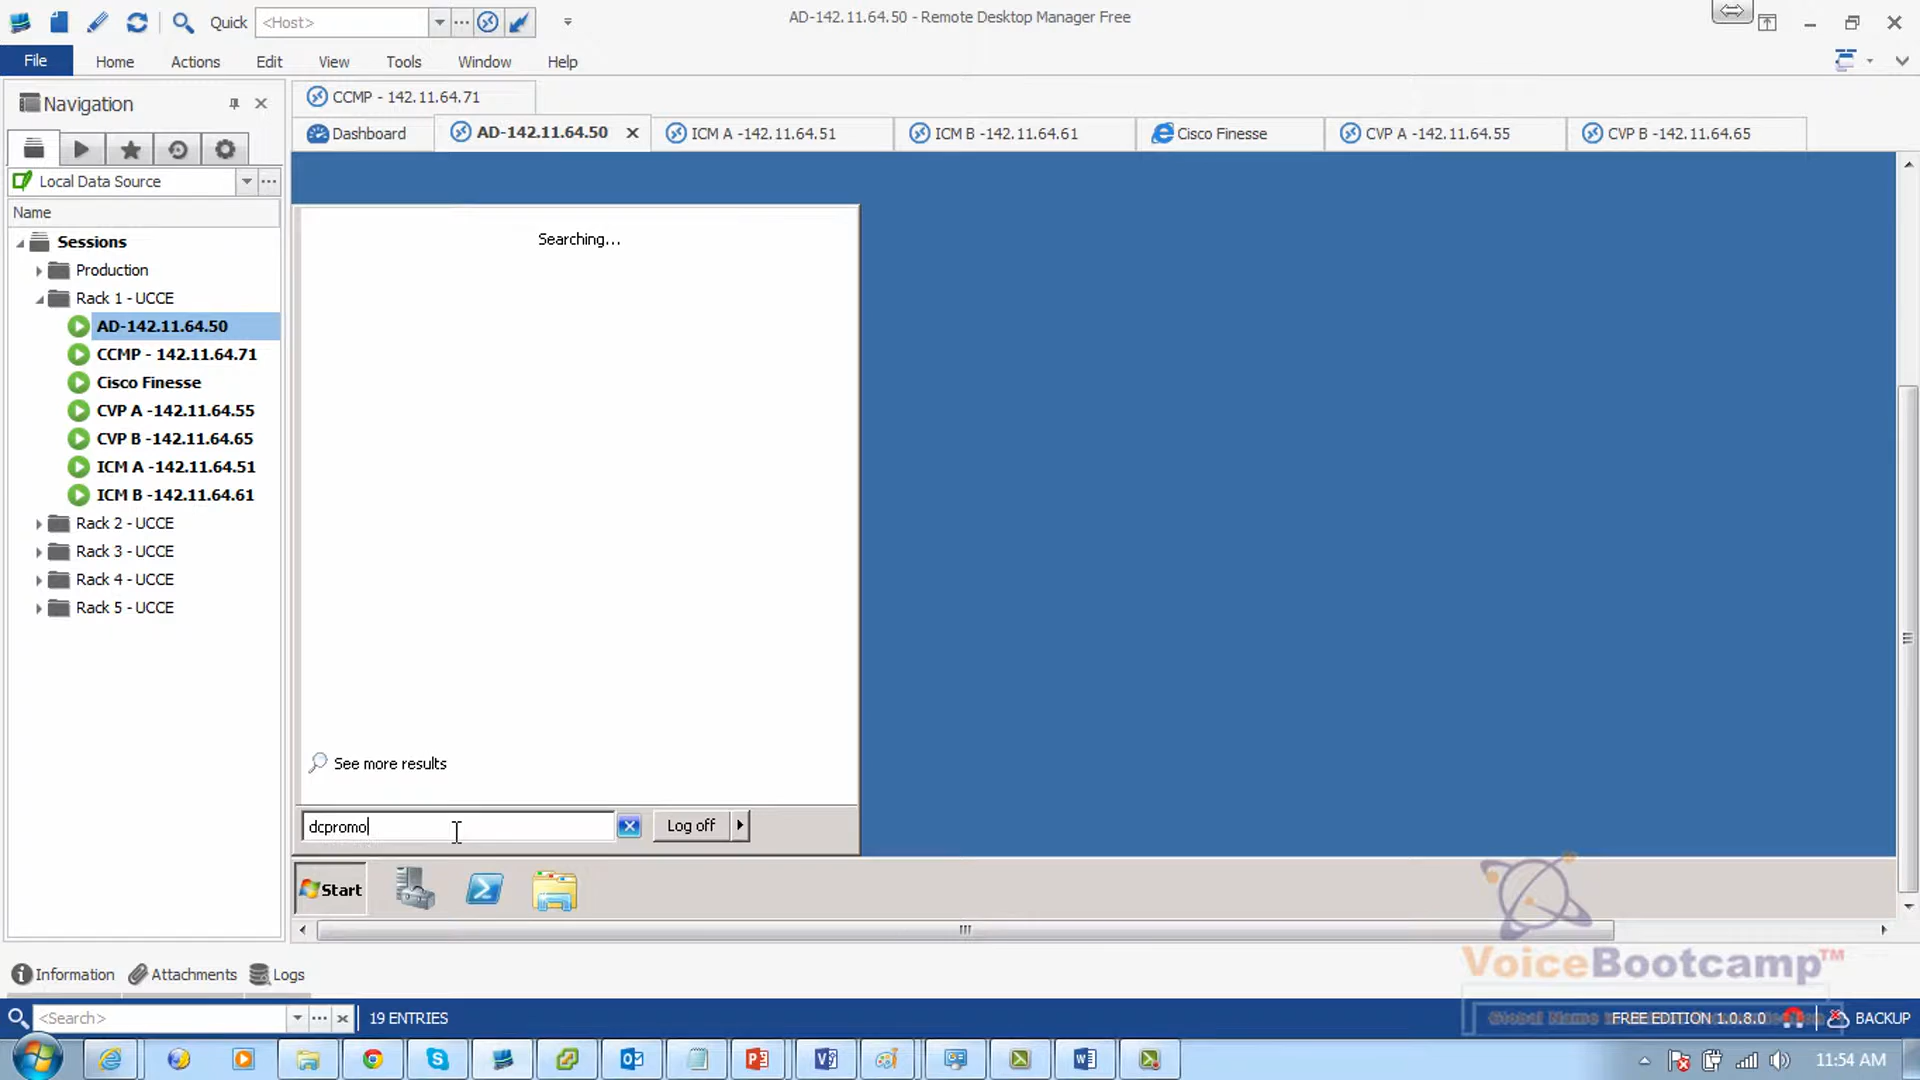 Quick
<Host>
AD-142.11.64.50 - Remote Desktop Manager Free
File
Home
Actions
Edit
View
Tools
Window
Help
Navigation
CCMP - 142.11.64.71
Dashboard
AD-142.11.64.50
ICM A -142.11.64.51
ICM B -142.11.64.61
Cisco Finesse
CVP A -142.11.64.55
CVP B -142.11.64.65
Local Data Source
Name
Sessions
Production
Rack 1 - UCCE
AD-142.11.64.50
CCMP - 142.11.64.71
Cisco Finesse
CVP A -142.11.64.55
CVP B -142.11.64.65
ICM A -142.11.64.51
ICM B -142.11.64.61
Rack 2 - UCCE
Rack 3 - UCCE
Rack 4 - UCCE
Rack 5 - UCCE
Searching...
See more results
dcpromo
Log off
Start
Information
Attachments
Logs
VoiceBootcamp™
<Search>
19 ENTRIES
Global Name
FREE EDITION 1.0.8.0
BACKUP
11:54 AM